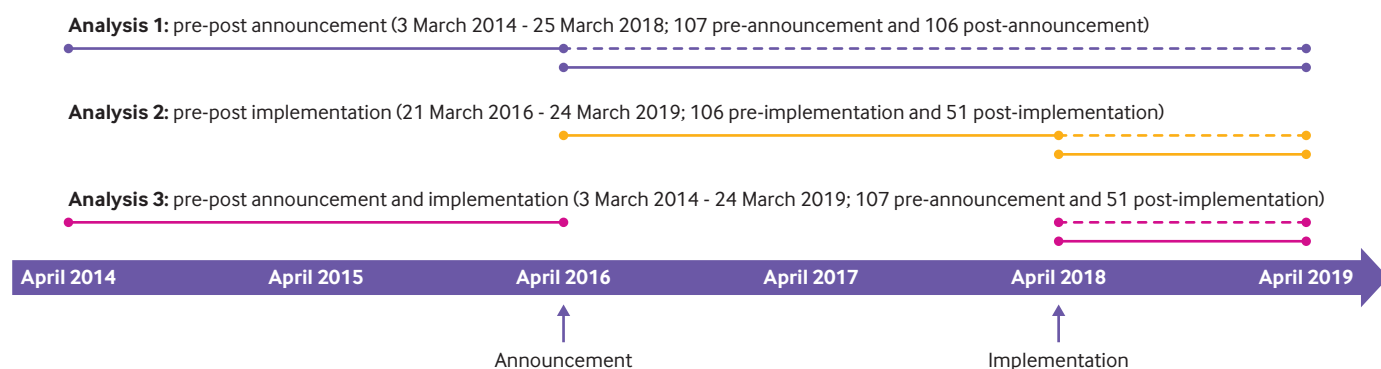 Analysis 1: pre-post announcement (3 March 2014 - 25 March 2018; 107 pre-announcement and 106 post-announcement)
Analysis 2: pre-post implementation (21 March 2016 - 24 March 2019; 106 pre-implementation and 51 post-implementation)
Analysis 3: pre-post announcement and implementation (3 March 2014 - 24 March 2019; 107 pre-announcement and 51 post-implementation)
April 2014 April 2015 April 2016 April 2017 April 2018 April 2019
Announcement Implementation